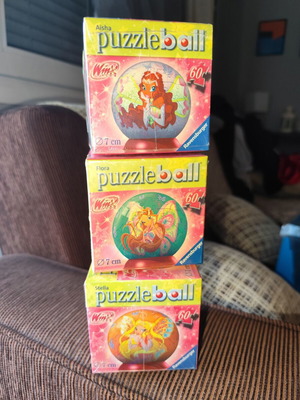 Aisha
puzzleball
Winx
60
⌀ 7 cm
Ravensburger
Flora
puzzleball
Winx
60
⌀ 7 cm
Ravensburger
Stella
puzzleball
Winx
60
7 cm
Ravensburger